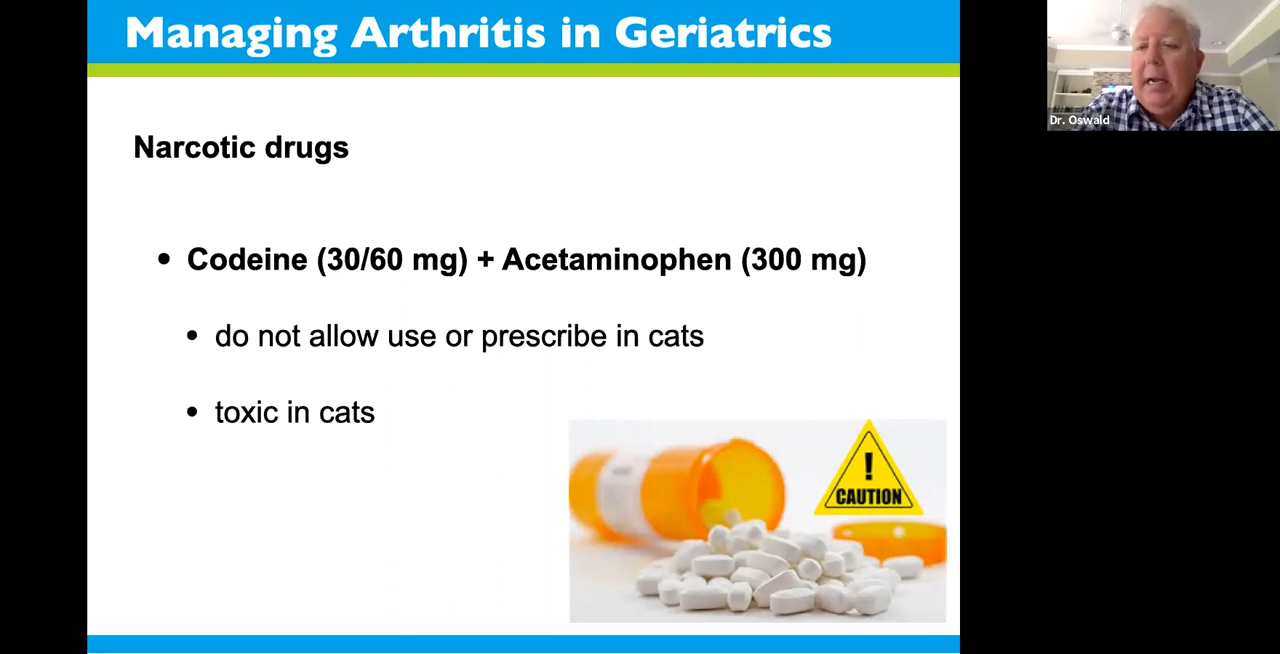 Managing Arthritis in Geriatrics
Dr. Oswald
Narcotic drugs
• Codeine (30/60 mg) + Acetaminophen (300 mg)
• do not allow use or prescribe in cats
• toxic in cats
!
CAUTION